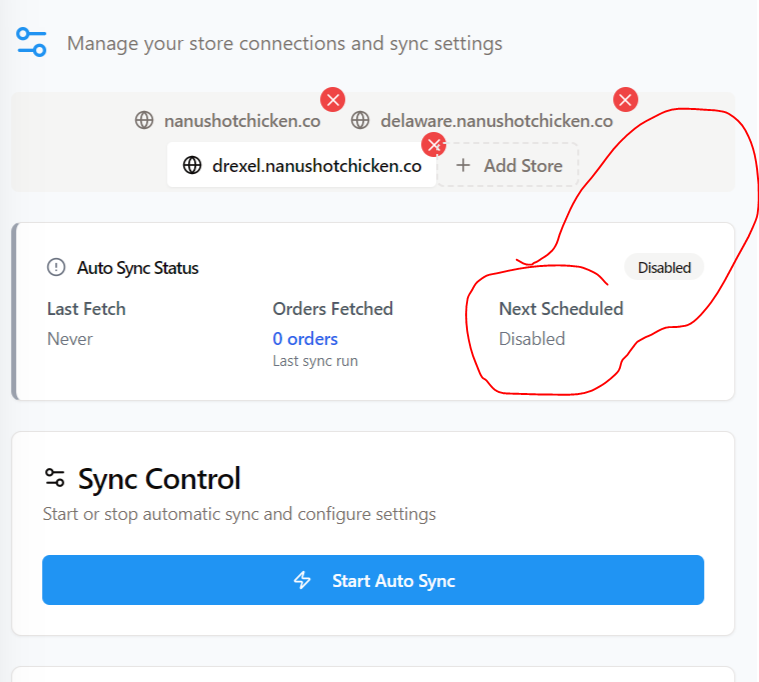 Manage your store connections and sync settings
nanushotchicken.co delaware.nanushotchicken.co
drexel.nanushotchicken.co + Add Store
Auto Sync Status Disabled
Last Fetch Orders Fetched Next Scheduled
Never 0 orders Disabled
Last sync run
Sync Control
Start or stop automatic sync and configure settings
Start Auto Sync